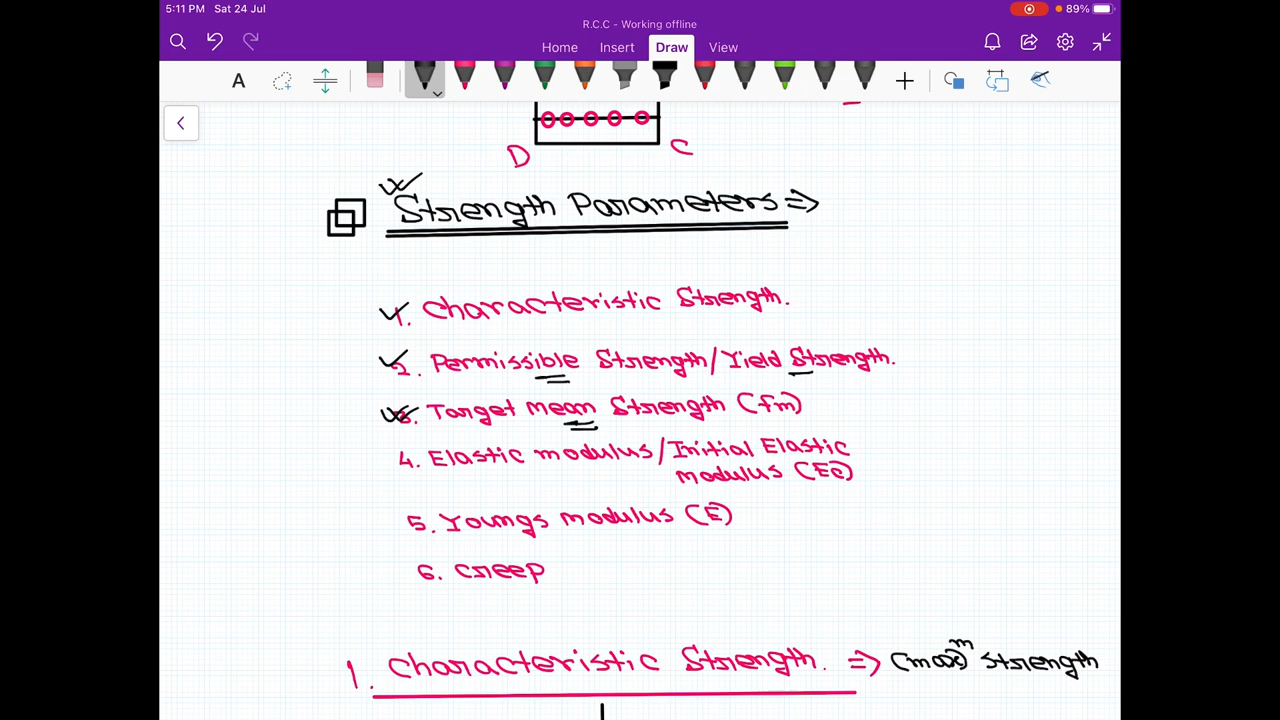 5:11 PM Sat 24 Jul
89%
R.C.C - Working offline
Home Insert Draw View
A
D C
Strength Parameters =>
1. Characteristic Strength.
2. Permissible Strength/Yield Strength.
3. Target mean Strength (fm)
4. Elastic modulus/Initial Elastic
modulus (Ec)
5. Youngs modulus (E)
6. Creep
1. Characteristic Strength. => (max)m strength